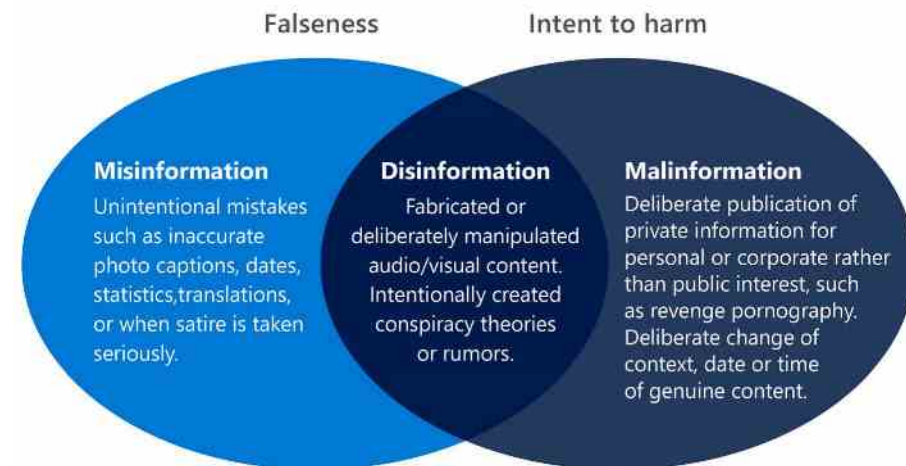 Falseness
Intent to harm
Misinformation
Unintentional mistakes
such as inaccurate
photo captions, dates,
statistics,translations,
or when satire is taken
seriously.
Disinformation
Fabricated or
deliberately manipulated
audio/visual content.
Intentionally created
conspiracy theories
or rumors.
Malinformation
Deliberate publication of
private information for
personal or corporate rather
than public interest, such
as revenge pornography.
Deliberate change of
context, date or time
of genuine content.